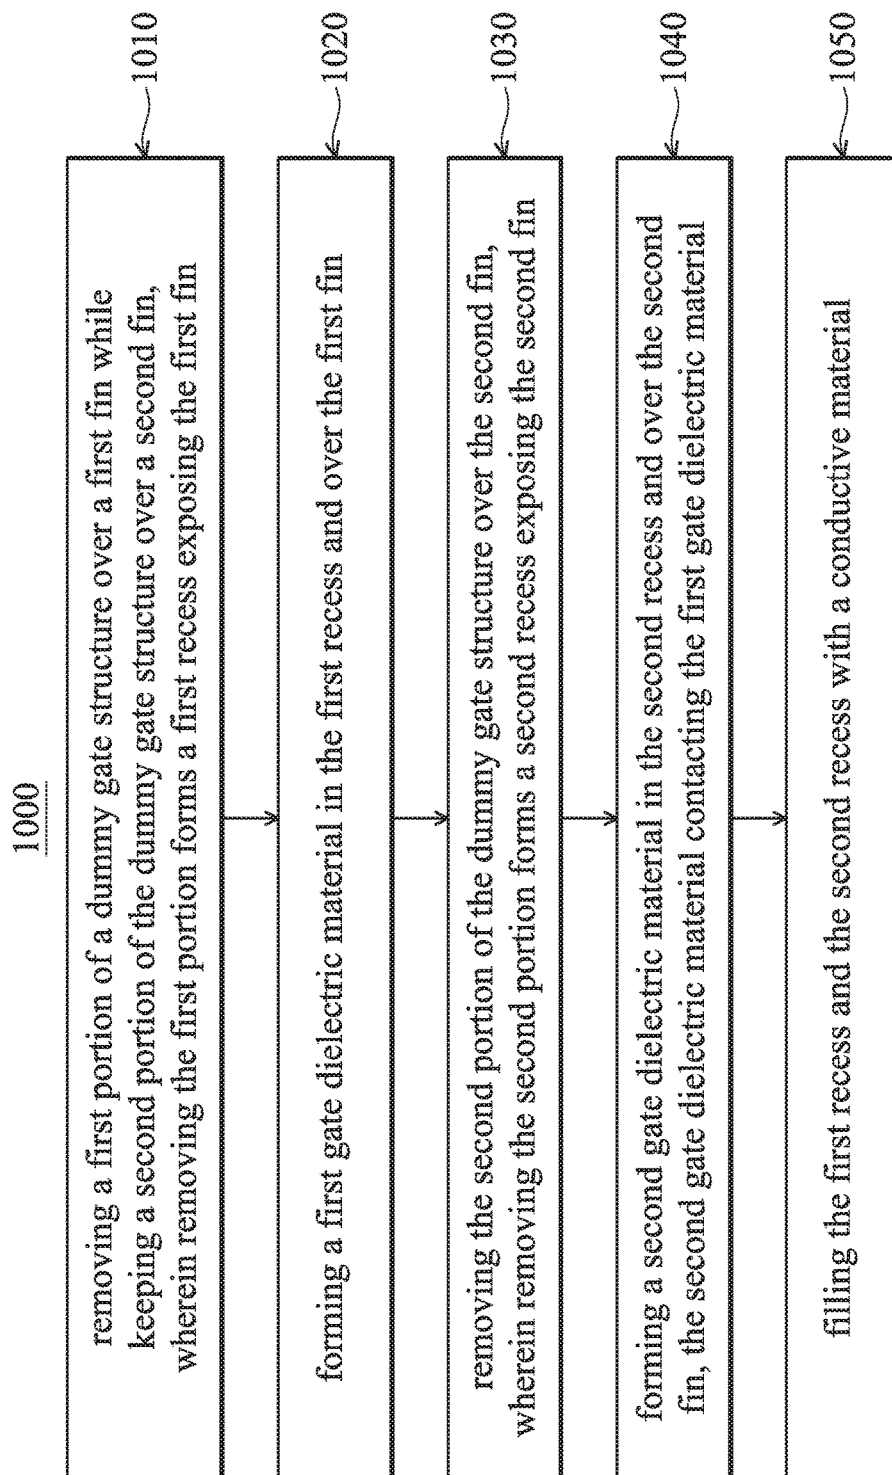 1000
removing a first portion of a dummy gate structure over a first fin while
keeping a second portion of the dummy gate structure over a second fin,
wherein removing the first portion forms a first recess exposing the first fin
1010
forming a first gate dielectric material in the first recess and over the first fin
1020
removing the second portion of the dummy gate structure over the second fin,
wherein removing the second portion forms a second recess exposing the second fin
1030
forming a second gate dielectric material in the second recess and over the second
fin, the second gate dielectric material contacting the first gate dielectric material
1040
filling the first recess and the second recess with a conductive material
1050